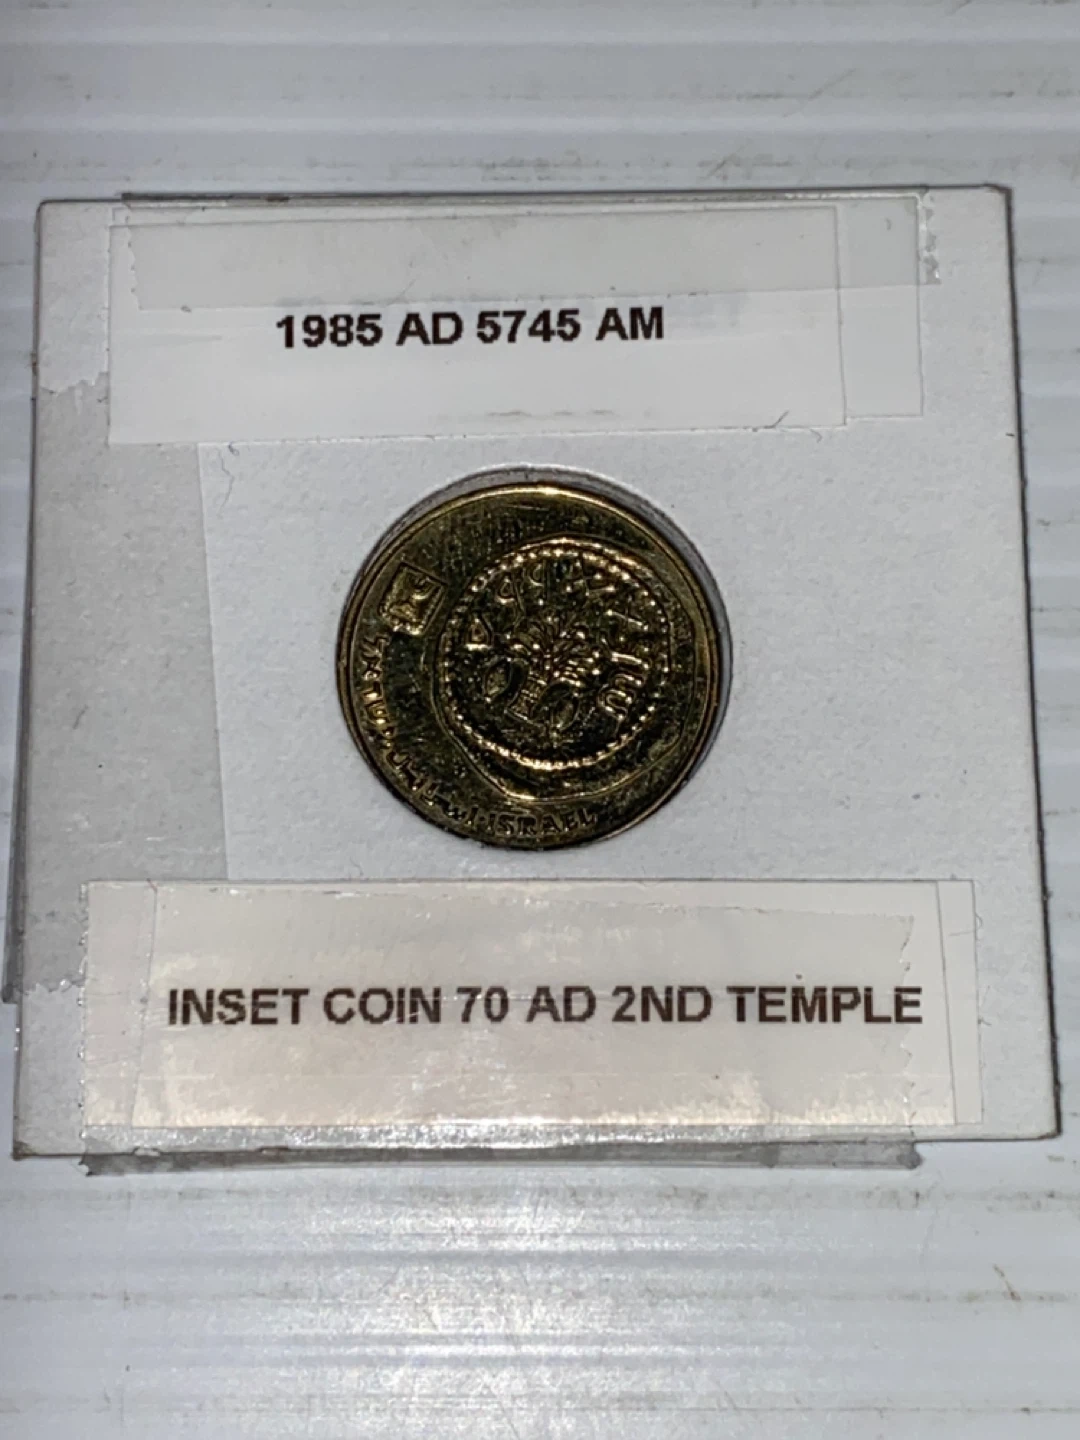 1985 AD 5745 AM
ISRAEL
INSET COIN 70 AD 2ND TEMPLE